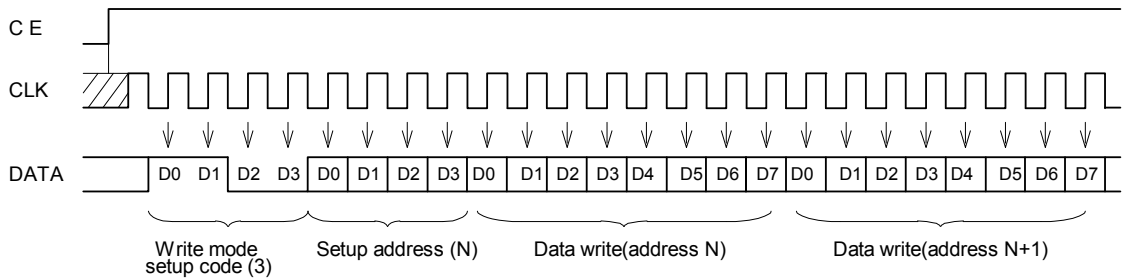 C E
CLK
DATA
D0 D1 D2 D3 D0 D1 D2 D3 D0 D1 D2 D3 D4 D5 D6 D7 D0 D1 D2 D3 D4 D5 D6 D7
Write mode
setup code (3)
Setup address (N)
Data write(address N)
Data write(address N+1)